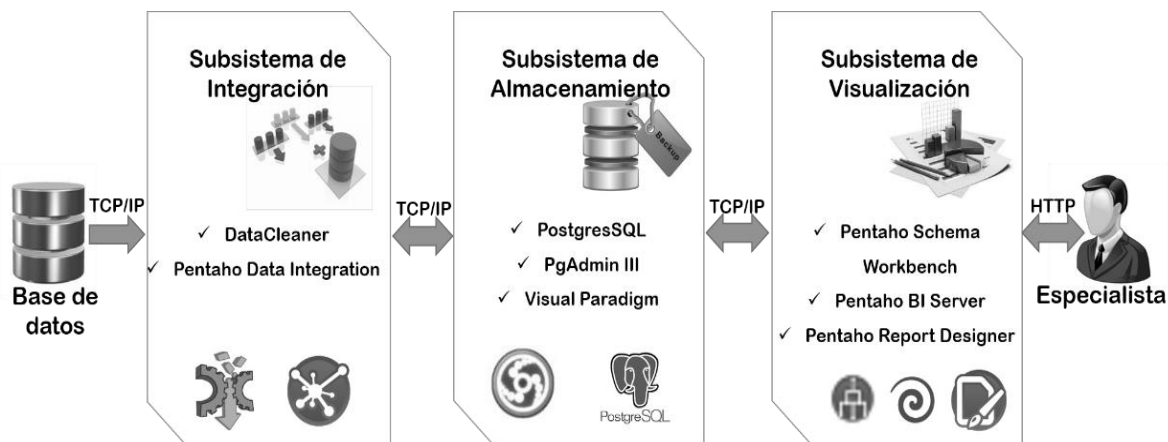 Base de
datos
TCP/IP
Subsistema de
Integración
✓ DataCleaner
✓ Pentaho Data Integration
TCP/IP
Subsistema de
Almacenamiento
Backup
✓ PostgresSQL
✓ PgAdmin III
✓ Visual Paradigm
PostgreSQL
TCP/IP
Subsistema de
Visualización
✓ Pentaho Schema
Workbench
✓ Pentaho BI Server
✓ Pentaho Report Designer
HTTP
Especialista